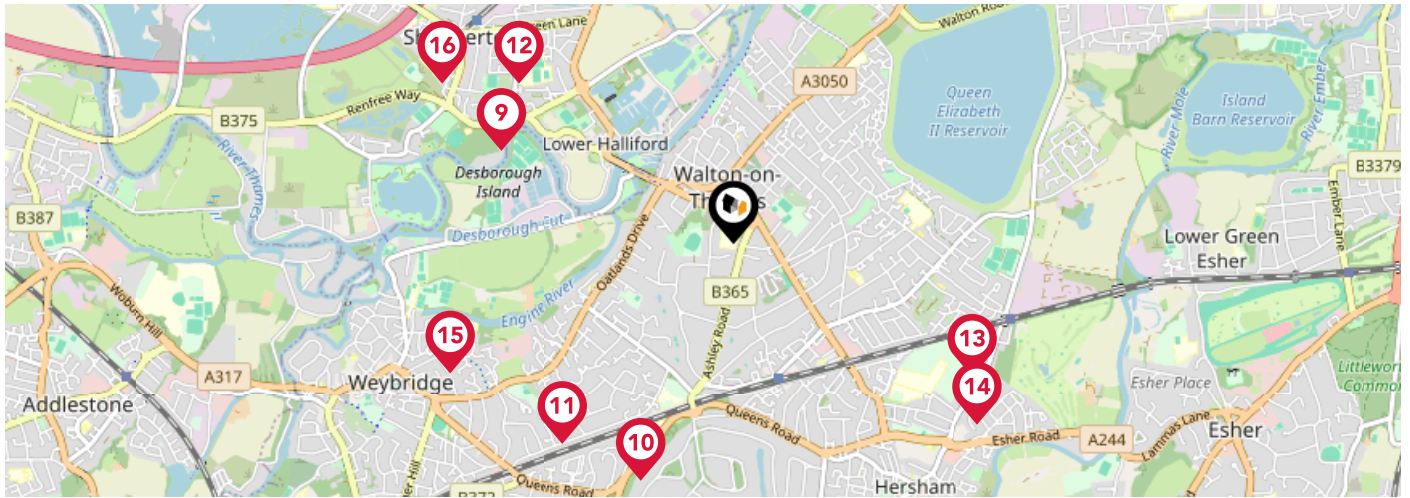 Green Lane
Walton Road
16
12
A3050
9
Renfree Way
B375
Queen
Elizabeth
II Reservoir
Island
Barn Reservoir
River Mole
River Ember
Lower Halliford
Desborough
Island
Walton-on-
River Thames
B3379
B387
Desborough Cut
Oatlands Drive
Ember Lane
Lower Green
Esher
Engine River
B365
Woburn Hill
15
13
Ashley Road
A317
Weybridge
14
Esher Place
Littleworth
Common
Addlestone
11
10
Queens Road
Esher Road
A244
Lammas Lane
Esher
Queens Road
Hersham
B372